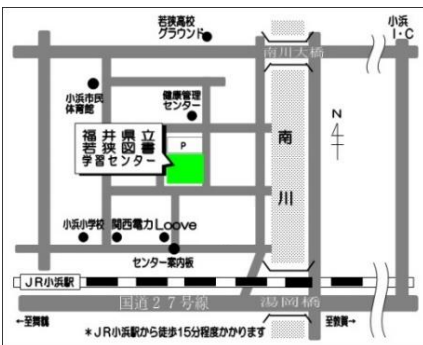 若狭高校
グラウンド
小浜
I・C
南川大橋
小浜市民
体育館
健康管理
センター
N
福井県立
若狭図書
学習センター
P
南
川
小浜小学校
関西電力
Loove
センター案内板
JR小浜駅
国道27号線
湯岡橋
←至舞鶴
至敦賀→
*JR小浜駅から徒歩15分程度かかります